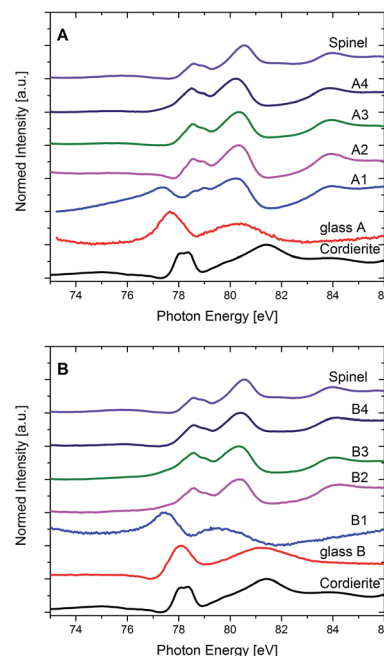 A
Spinel
A4
A3
A2
A1
glass A
Cordierite
Normed Intensity [a.u.]
74 76 78 80 82 84
Photon Energy [eV]
B
Spinel
B4
B3
B2
B1
glass B
Cordierite
Normed Intensity [a.u.]
74 76 78 80 82 84
Photon Energy [eV]